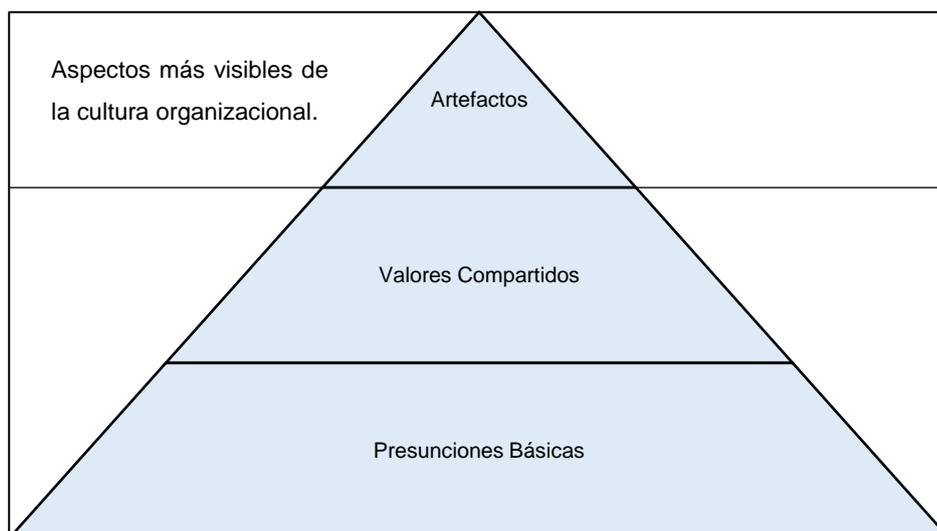 Aspectos más visibles de
la cultura organizacional.
Artefactos
Valores Compartidos
Presunciones Básicas